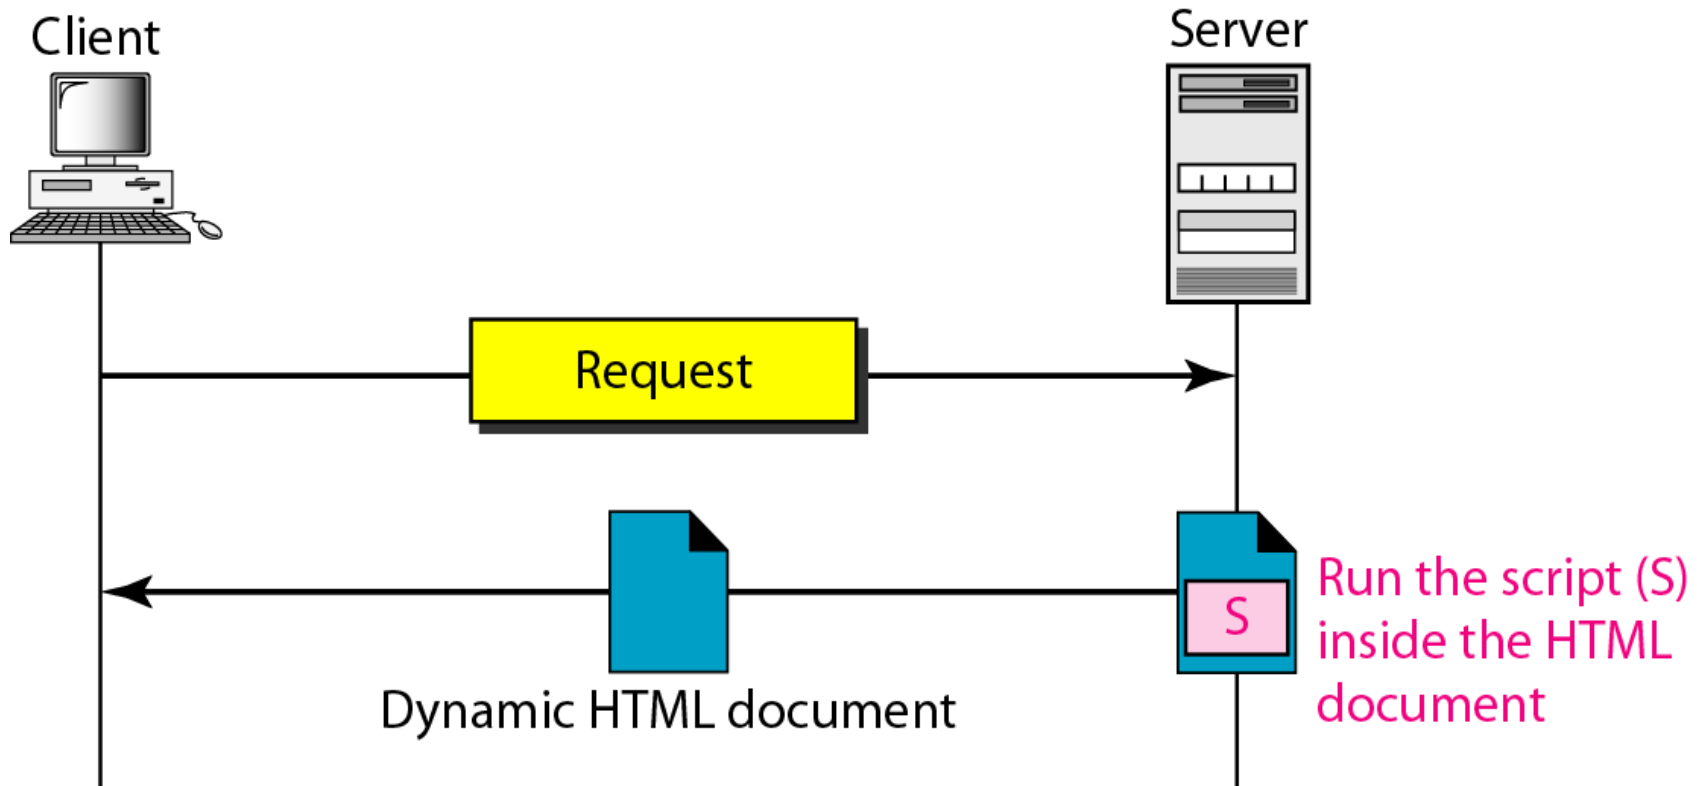 Client
Server
Request
S
Run the script (S)
inside the HTML
document
Dynamic HTML document